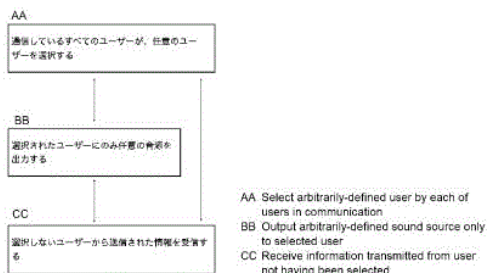 AA
通信しているすべてのユーザーが、任意のユー
ザーを選択する
BB
選択されたユーザーにのみ任意の音源を
出力する
CC
選択しないユーザーから送信された情報を受信す
る
AA Select arbitrarily-defined user by each of
users in communication
BB Output arbitrarily-defined sound source only
to selected user
CC Receive information transmitted from user
not having been selected